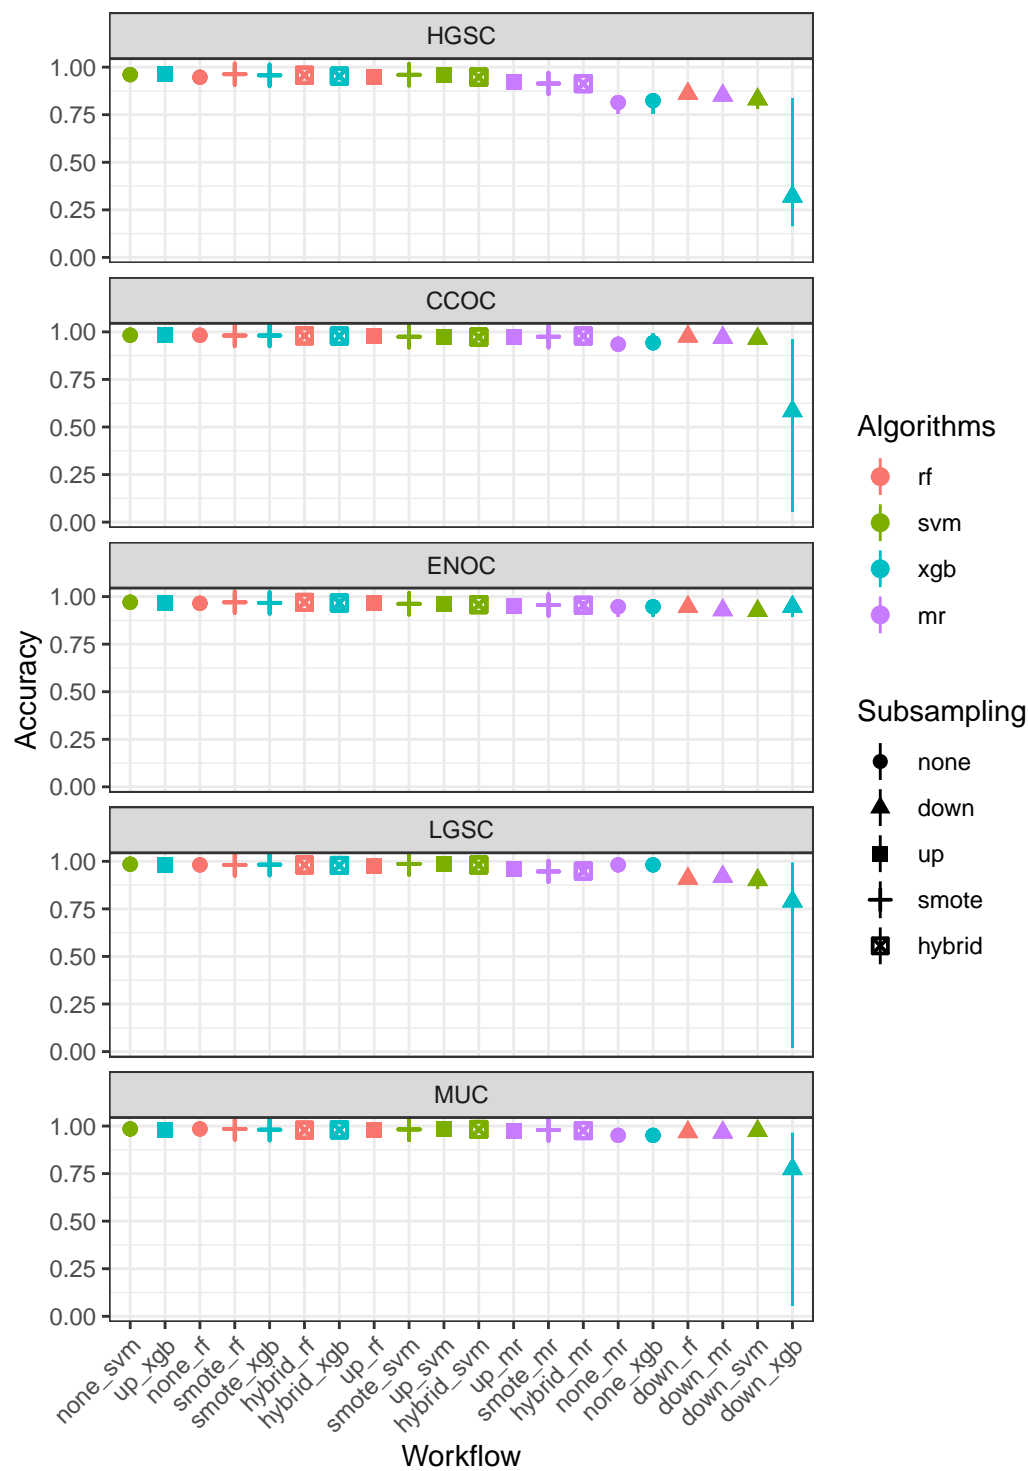 HGSC
1.00
0.75
0.50
0.25
0.00
CCOC
1.00
0.75
0.50
0.25
0.00
ENOC
1.00
0.75
0.50
0.25
0.00
LGSC
1.00
0.75
0.50
0.25
0.00
MUC
1.00
0.75
0.50
0.25
0.00
Accuracy
none_svm
up_xgb
none_rf
smote_rf
smote_xgb
hybrid_rf
hybrid_xgb
up_rf
smote_svm
up_svm
hybrid_svm
up_mr
smote_mr
hybrid_mr
none_mr
none_xgb
down_rf
down_mr
down_svm
down_xgb
Workflow
Algorithms
rf
svm
xgb
mr
Subsampling
none
down
up
smote
hybrid